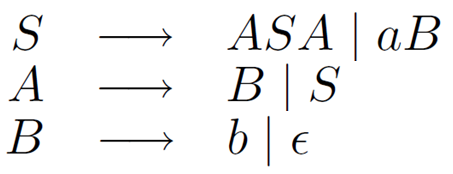 S ⟶ ASA | aB
A ⟶ B | S
B ⟶ b | ϵ